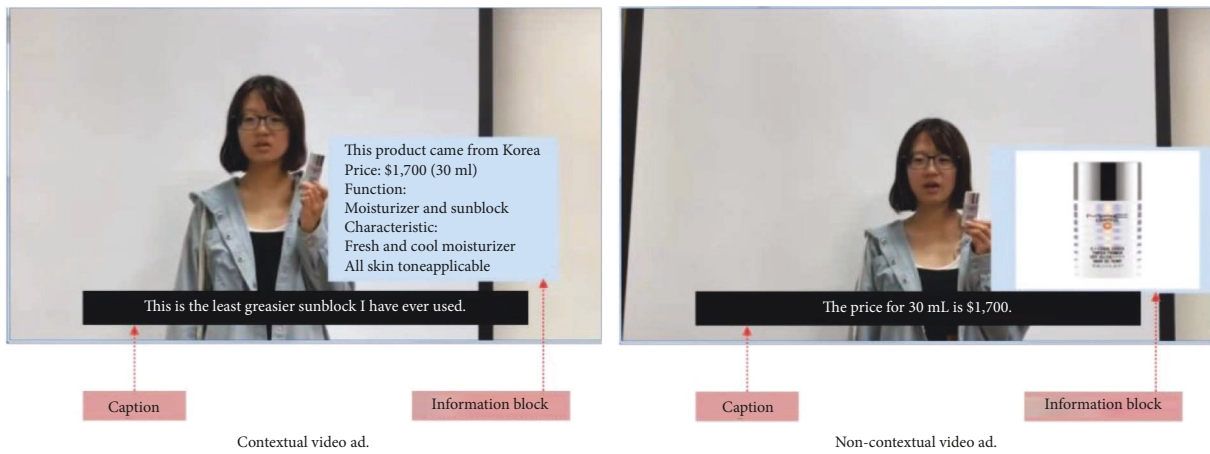 This product came from Korea
Price: $1,700 (30 ml)
Function:
Moisturizer and sunblock
Characteristic:
Fresh and cool moisturizer
All skin toneapplicable
This is the least greasier sunblock I have ever used.
Caption
Information block
Contextual video ad.
The price for 30 mL is $1,700.
Caption
Information block
Non-contextual video ad.